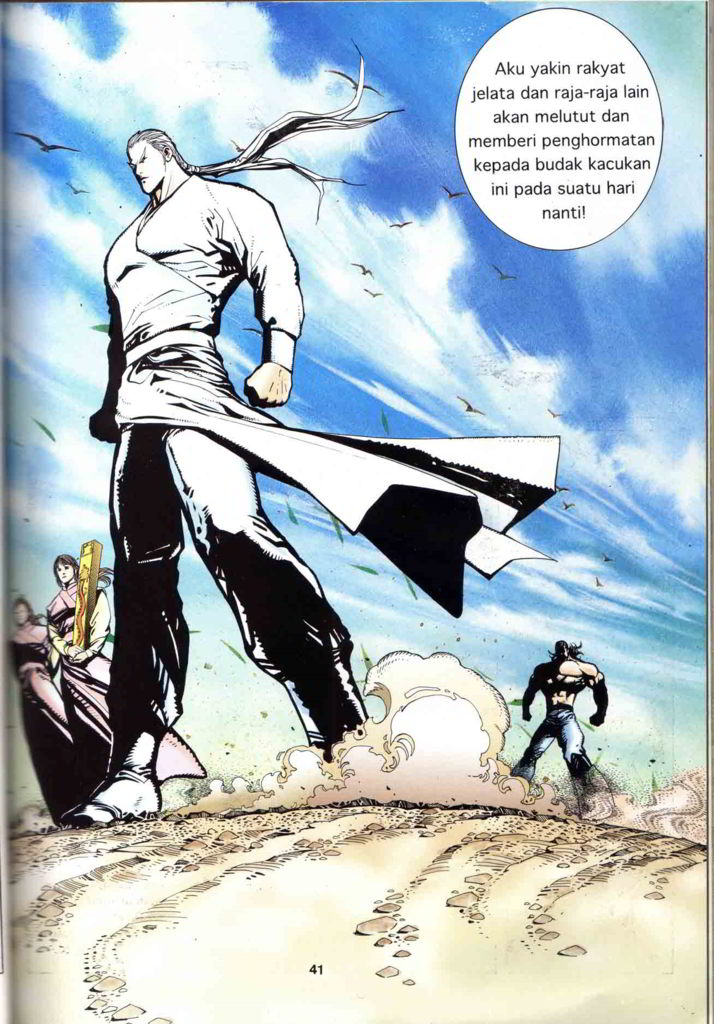 Aku yakin rakyat
jelata dan raja-raja lain
akan melutut dan
memberi penghormatan
kepada budak kacukan
ini pada suatu hari
nanti!
41